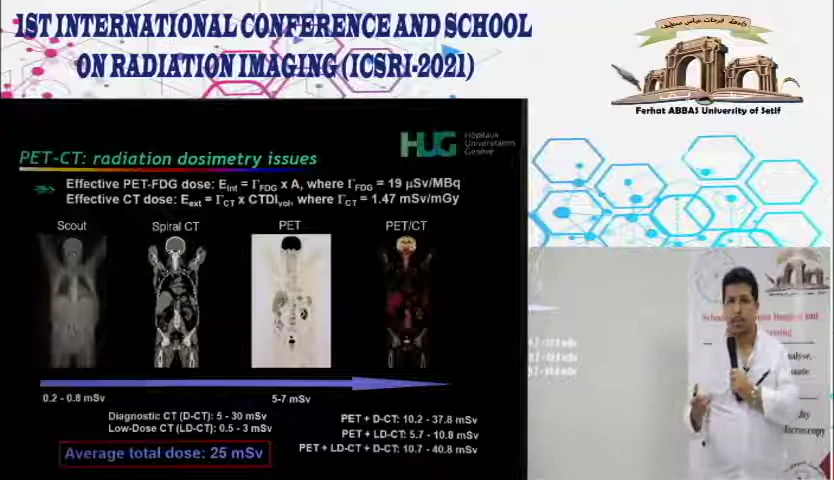 1ST INTERNATIONAL CONFERENCE AND SCHOOL
ON RADIATION IMAGING (ICSRI-2021)
Ferhat ABBAS University of Setif
HUG
Hôpitaux
Universitaires
Genève
PET-CT: radiation dosimetry issues
Effective PET-FDG dose: Eint = ΓFDG x A, where ΓFDG = 19 μSv/MBq
Effective CT dose: Eext = ΓCT x CTDIvol, where ΓCT = 1.47 mSv/mGy
Scout Spiral CT PET PET/CT
0.2 - 0.8 mSv 5-7 mSv
Diagnostic CT (D-CT): 5 - 30 mSv
Low-Dose CT (LD-CT): 0.5 - 3 mSv
PET + D-CT: 10.2 - 37.8 mSv
PET + LD-CT: 5.7 - 10.8 mSv
PET + LD-CT + D-CT: 10.7 - 40.8 mSv
Average total dose: 25 mSv